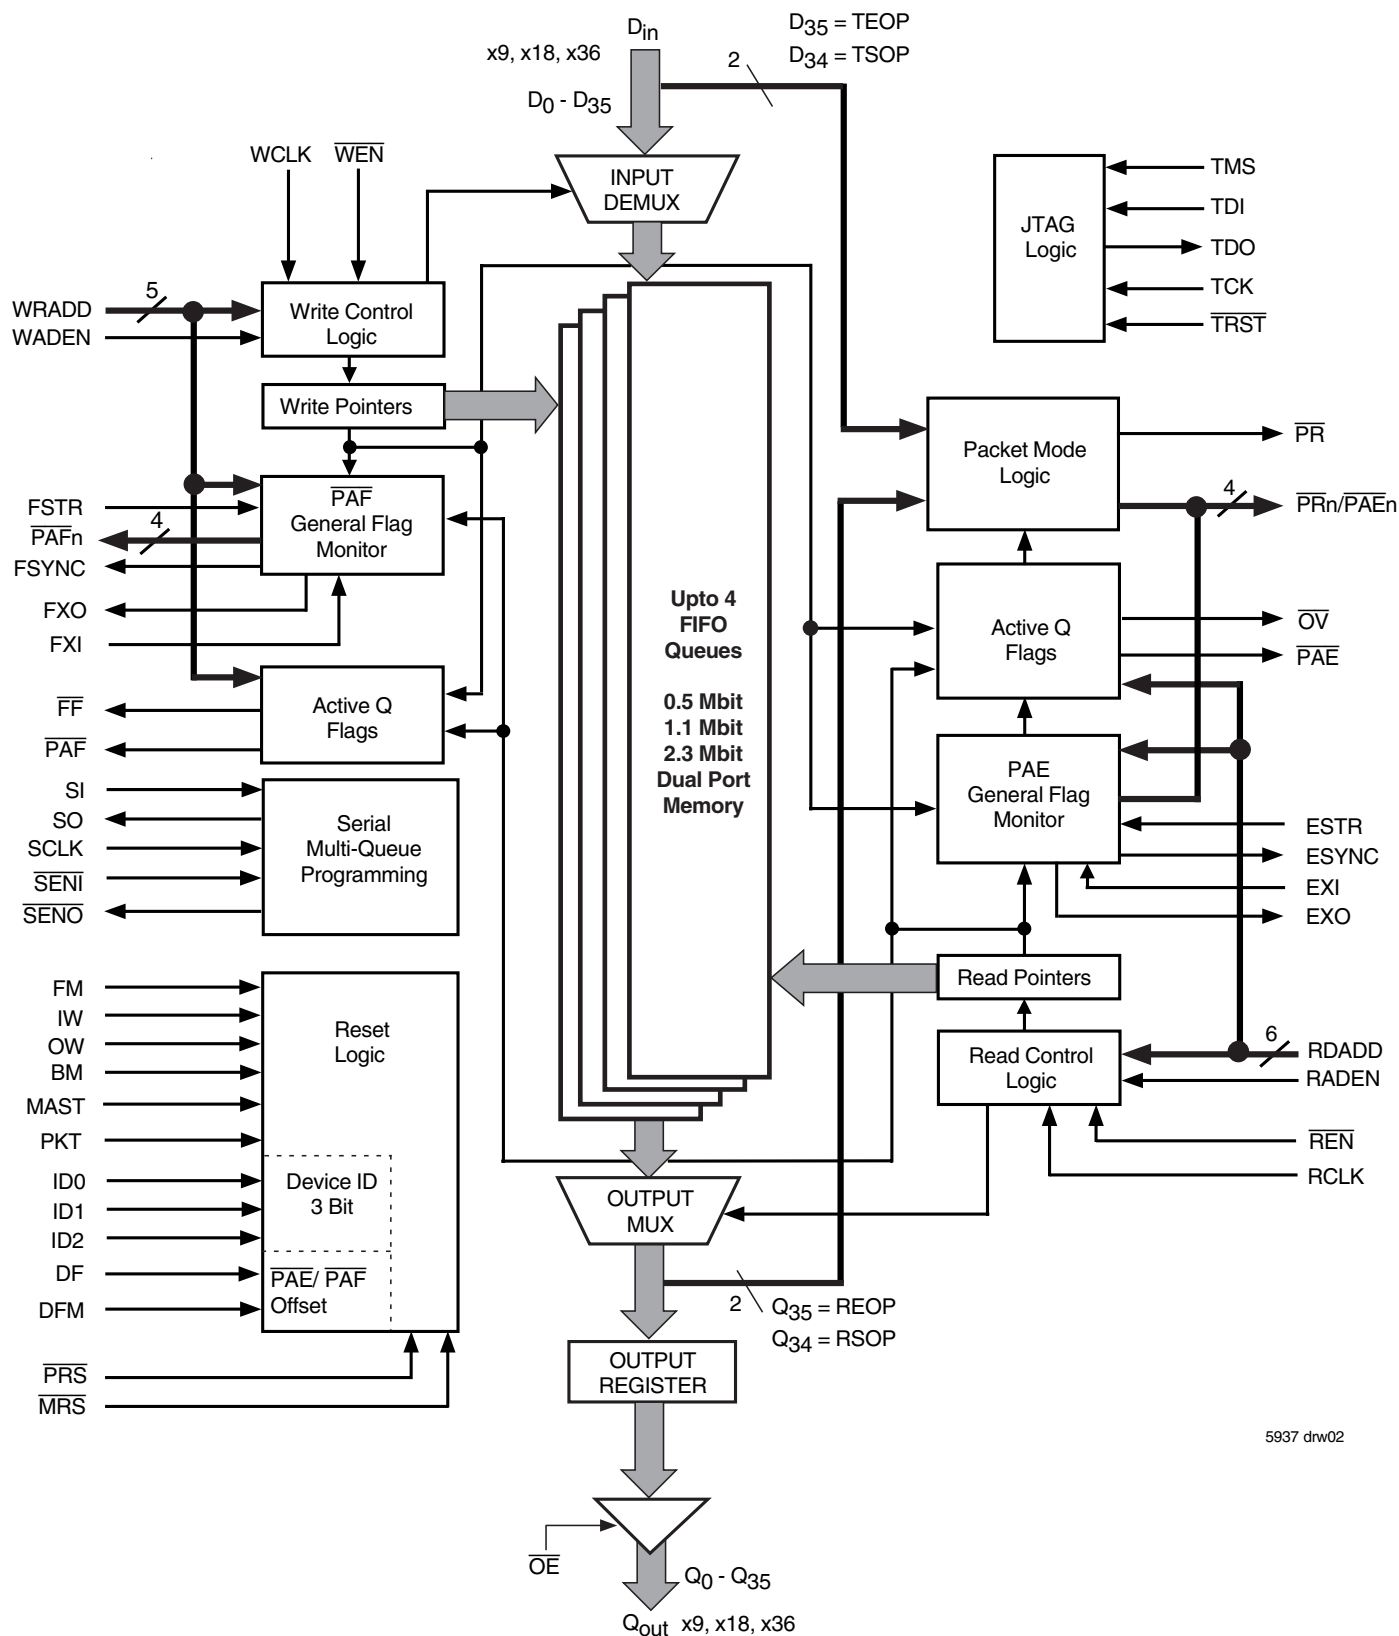 Din
x9, x18, x36
D0 - D35
D35 = TEOP
D34 = TSOP
2
INPUT
DEMUX
WCLK
WEN
WRADD
5
WADEN
Write Control
Logic
Write Pointers
PAF
General Flag
Monitor
FSTR
PAFn
4
FSYNC
FXO
FXI
Active Q
Flags
FF
PAF
SI
SO
SCLK
SENI
SENO
Serial
Multi-Queue
Programming
FM
IW
OW
BM
MAST
PKT
ID0
ID1
ID2
DF
DFM
Reset
Logic
Device ID
3 Bit
PAE/ PAF
Offset
PRS
MRS
Upto 4
FIFO
Queues
0.5 Mbit
1.1 Mbit
2.3 Mbit
Dual Port
Memory
JTAG
Logic
TMS
TDI
TDO
TCK
TRST
Packet Mode
Logic
PR
4
PRn/PAEn
Active Q
Flags
OV
PAE
PAE
General Flag
Monitor
ESTR
ESYNC
EXI
EXO
Read Pointers
Read Control
Logic
6
RDADD
RADEN
REN
RCLK
OUTPUT
MUX
2
Q35 = REOP
Q34 = RSOP
OUTPUT
REGISTER
OE
Q0 - Q35
Qout x9, x18, x36
5937 drw02